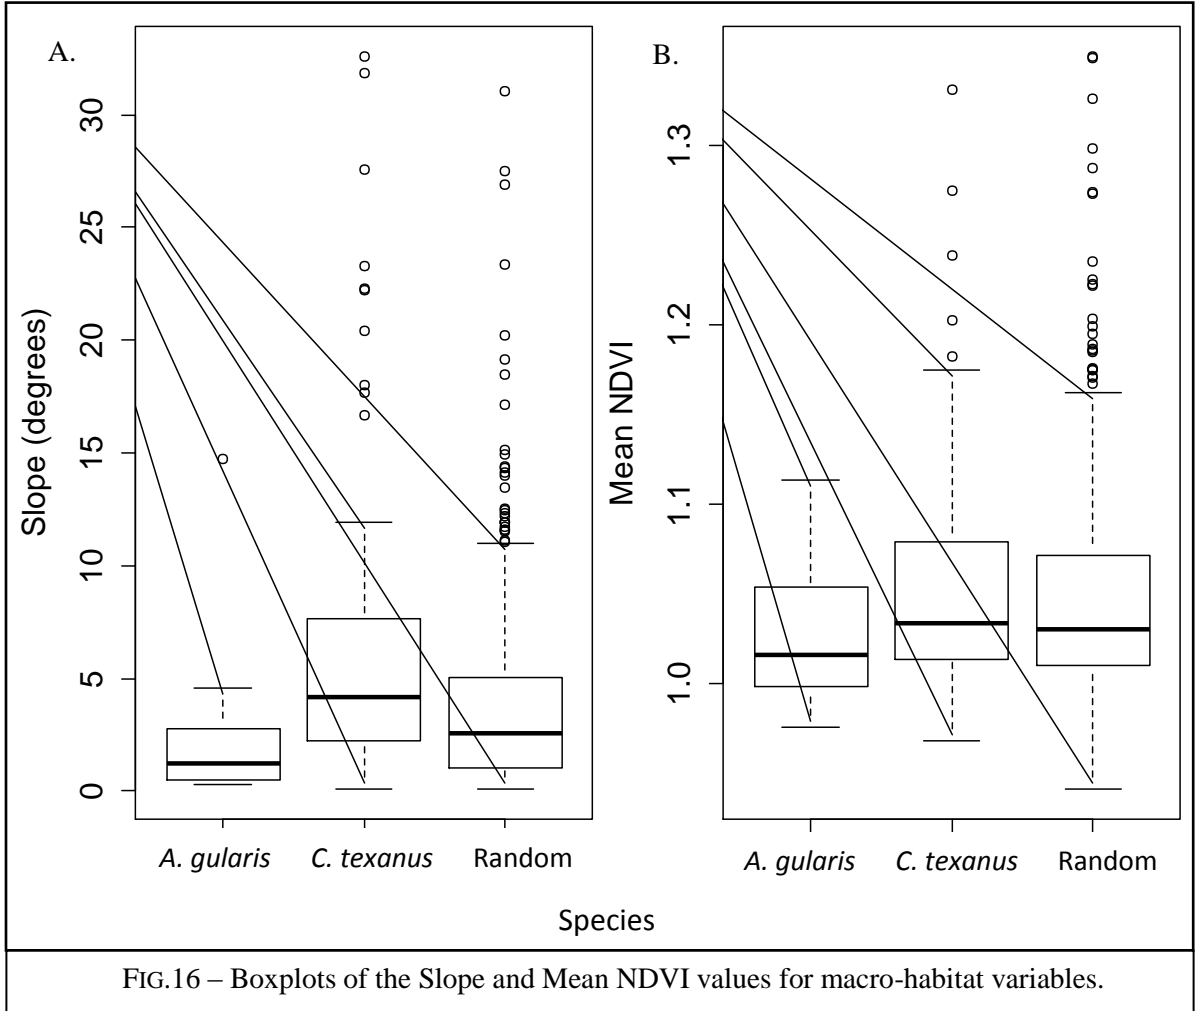 A.
Slope (degrees)
30
25
20
15
10
5
0
A. gularis C. texanus Random
B.
Mean NDVI
1.3
1.2
1.1
1.0
A. gularis C. texanus Random
Species
FIG.16 – Boxplots of the Slope and Mean NDVI values for macro-habitat variables.